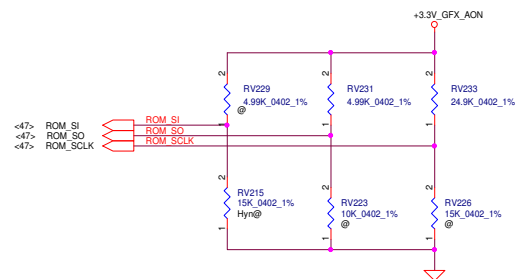 +3.3V_GFX_AON
2
2
2
RV229
4.99K_0402_1%
@
RV231
4.99K_0402_1%
RV233
24.9K_0402_1%
1
1
1
<47> ROM_SI
ROM_SI
<47> ROM_SO
ROM_SO
<47> ROM_SCLK
ROM_SCLK
2
2
2
RV215
15K_0402_1%
Hyn@
RV223
10K_0402_1%
@
RV226
15K_0402_1%
@
1
1
1